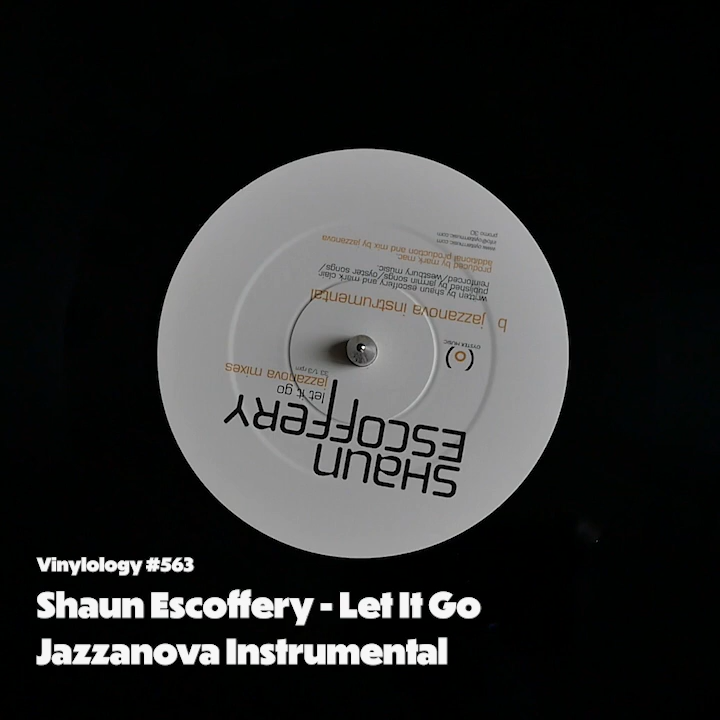 SHAUN
ESCOFFERY
let it go
jazzanova mixes
33 1/3 rpm
(o)
OYSTER MUSIC
b jazzanova instrumental
written by shaun escoffery and mark clair
published by jarmin songs/oyster songs/
reinforced/westbury music.
produced by mark mac.
additional production and mix by jazzanova
www.oystermusic.com
info@oystermusic.com
promo 30
Vinylology #563
Shaun Escoffery - Let It Go
Jazzanova Instrumental